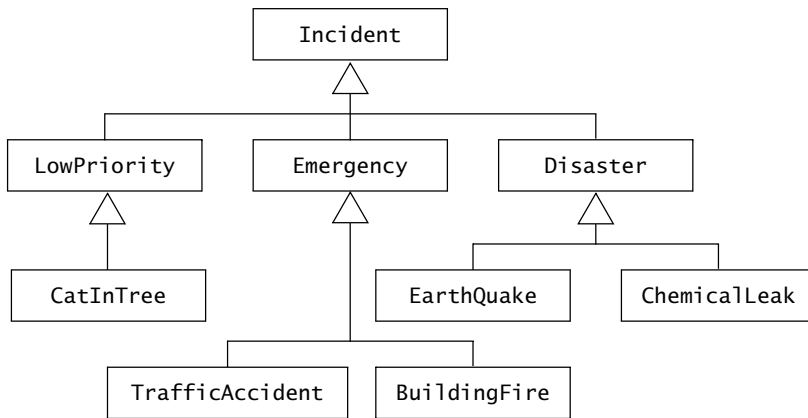 Incident
LowPriority
Emergency
Disaster
CatInTree
EarthQuake
ChemicalLeak
TrafficAccident
BuildingFire